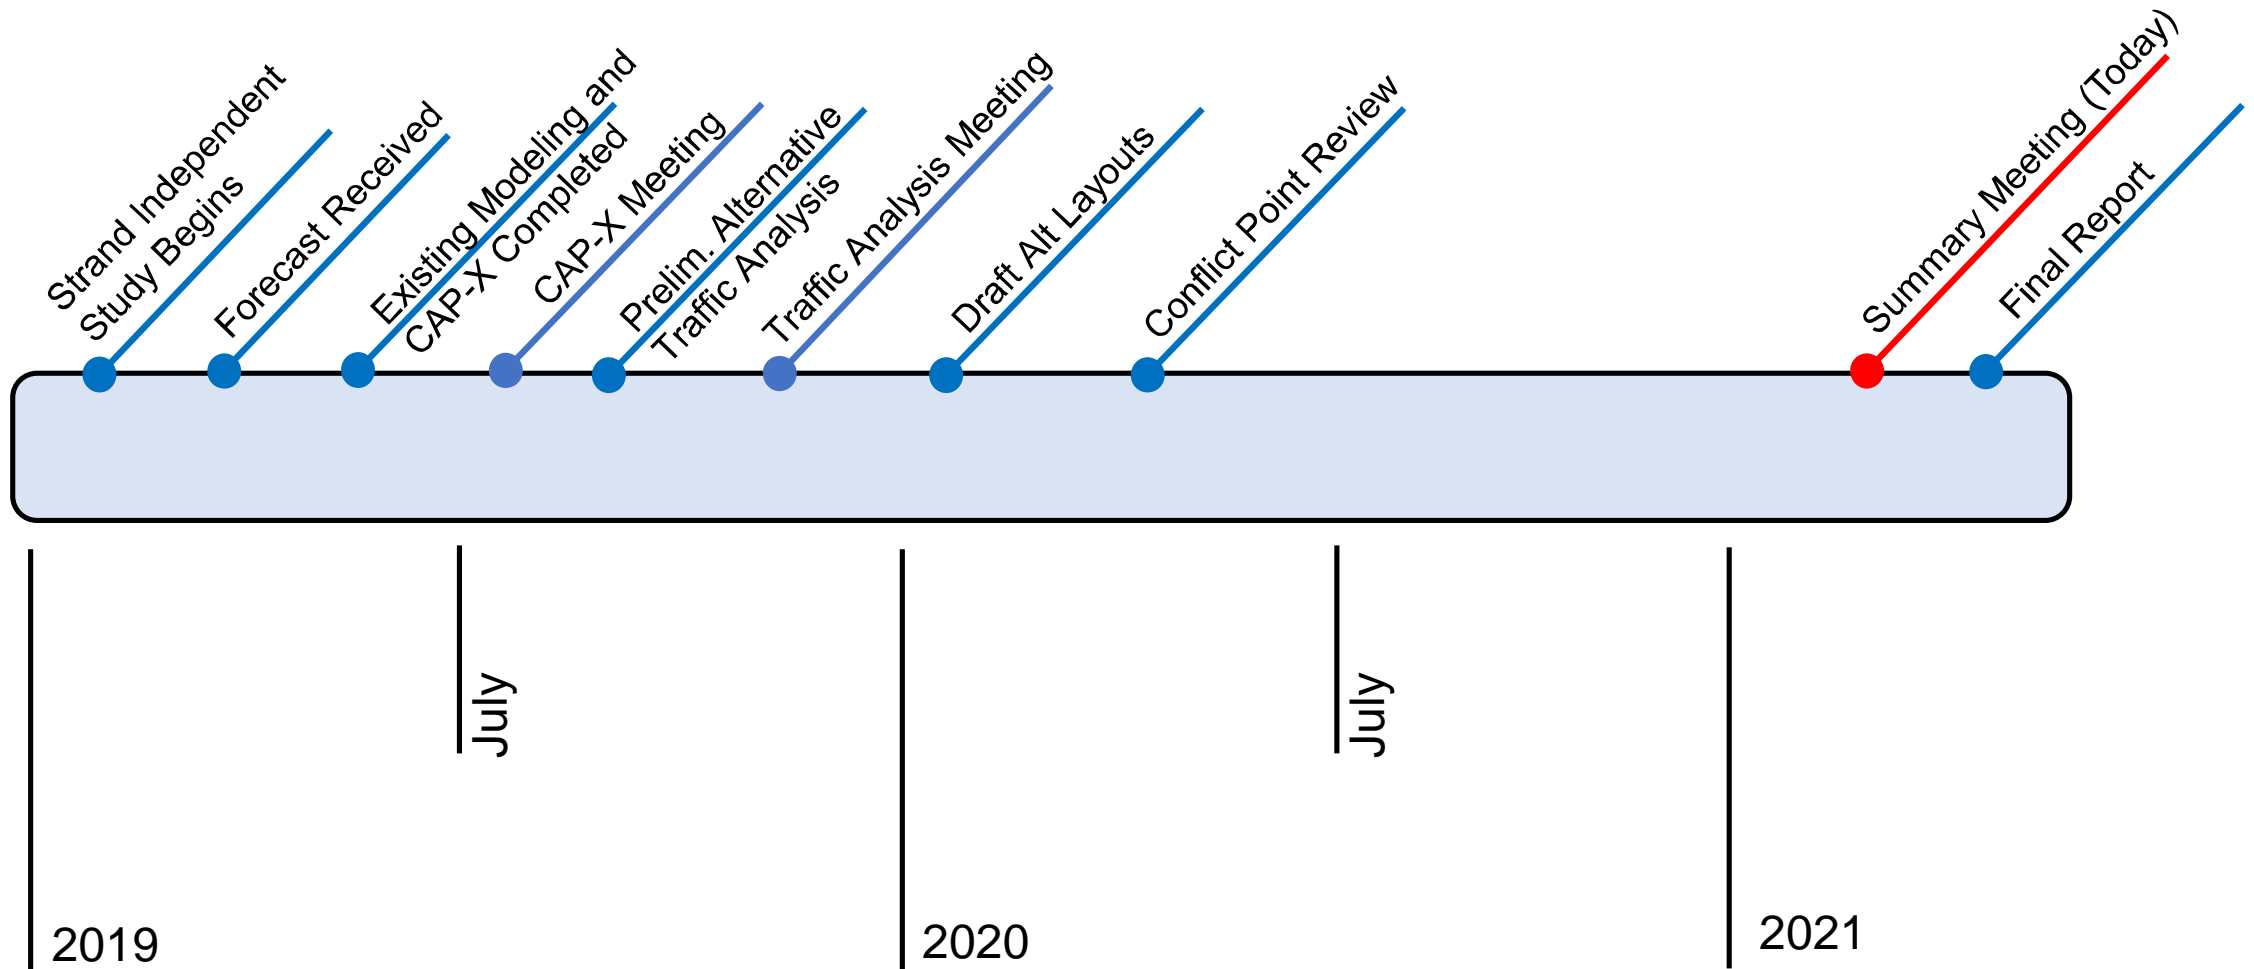 Strand Independent
Study Begins
Forecast Received
Existing Modeling and
CAP-X Completed
CAP-X Meeting
Prelim. Alternative
Traffic Analysis
Traffic Analysis Meeting
Draft Alt Layouts
Conflict Point Review
Summary Meeting (Today)
Final Report
July
July
2019
2020
2021